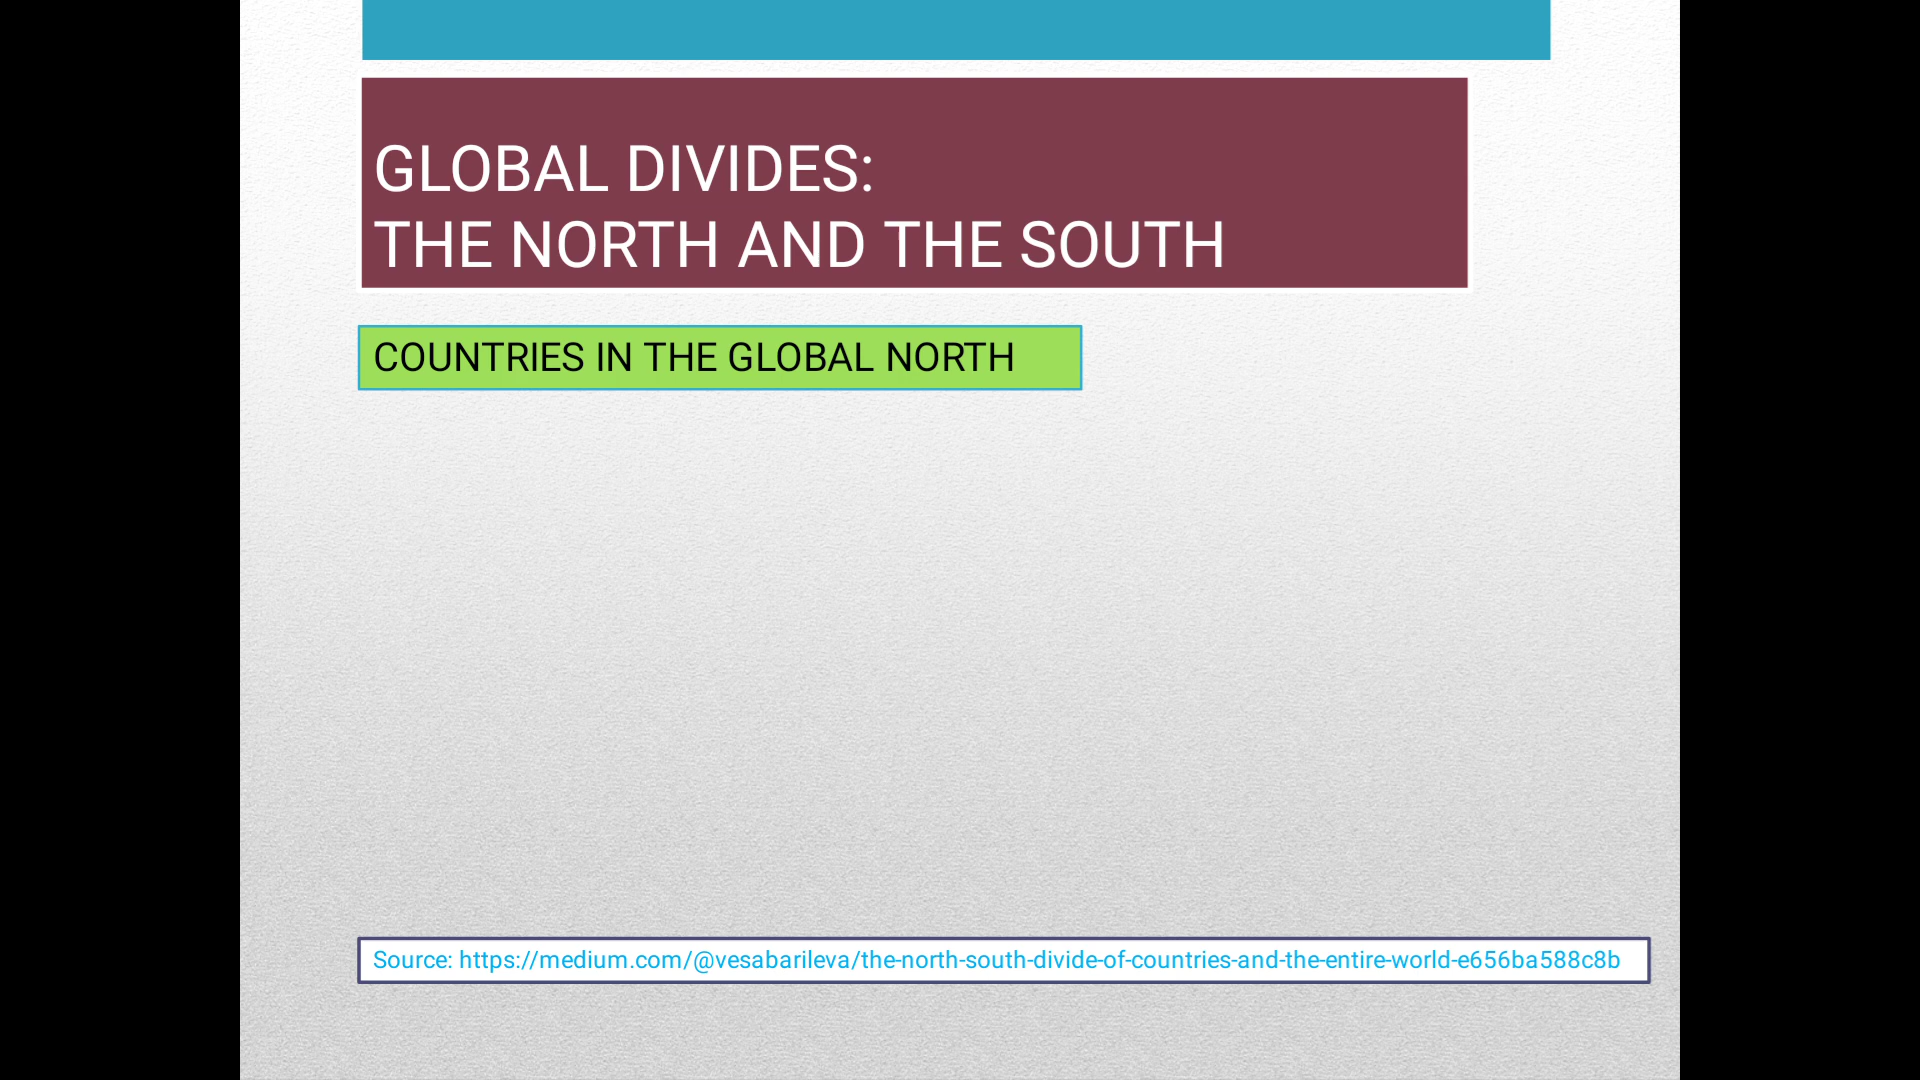 GLOBAL DIVIDES:
THE NORTH AND THE SOUTH
COUNTRIES IN THE GLOBAL NORTH
Source: https://medium.com/@vesabarileva/the-north-south-divide-of-countries-and-the-entire-world-e656ba588c8b